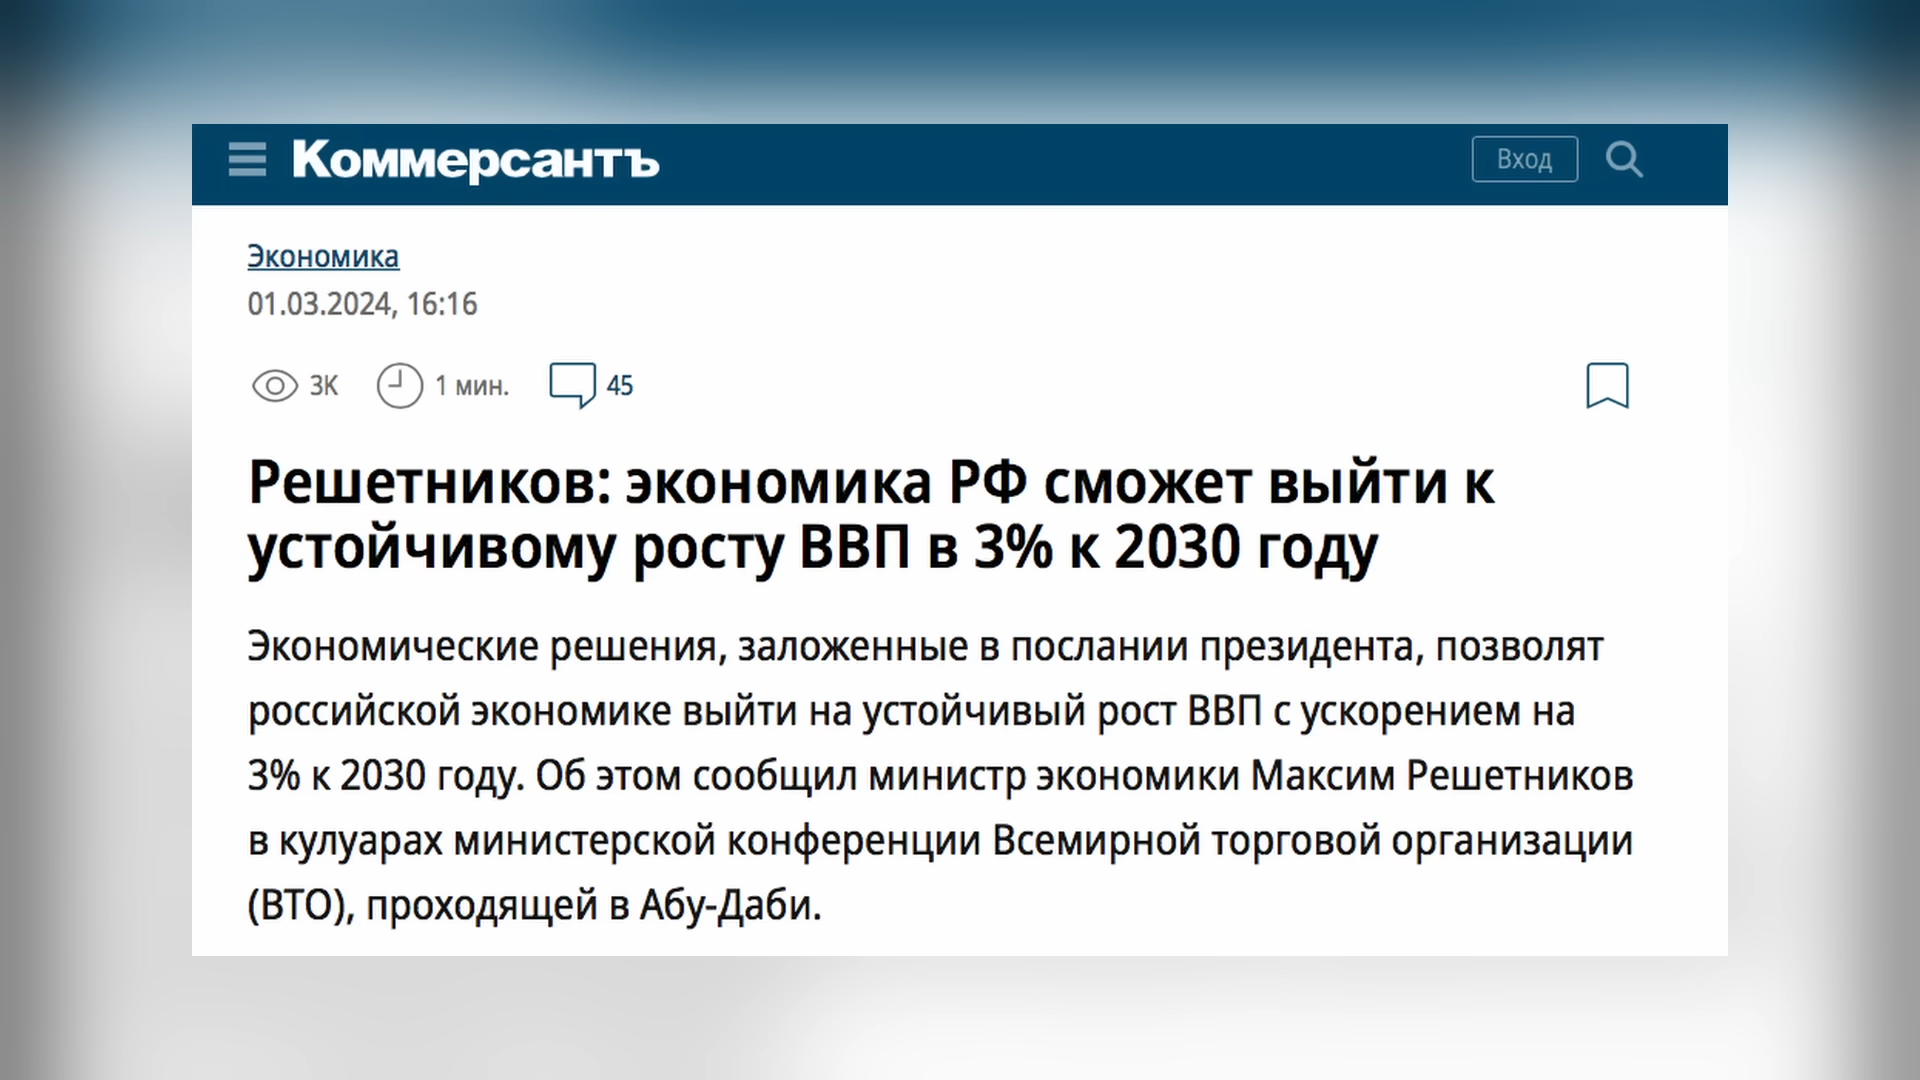 Коммерсантъ
Вход
Экономика
01.03.2024, 16:16
3K 1 мин. 45
Решетников: экономика РФ сможет выйти к
устойчивому росту ВВП в 3% к 2030 году
Экономические решения, заложенные в послании президента, позволят
российской экономике выйти на устойчивый рост ВВП с ускорением на
3% к 2030 году. Об этом сообщил министр экономики Максим Решетников
в кулуарах министерской конференции Всемирной торговой организации
(ВТО), проходящей в Абу-Даби.